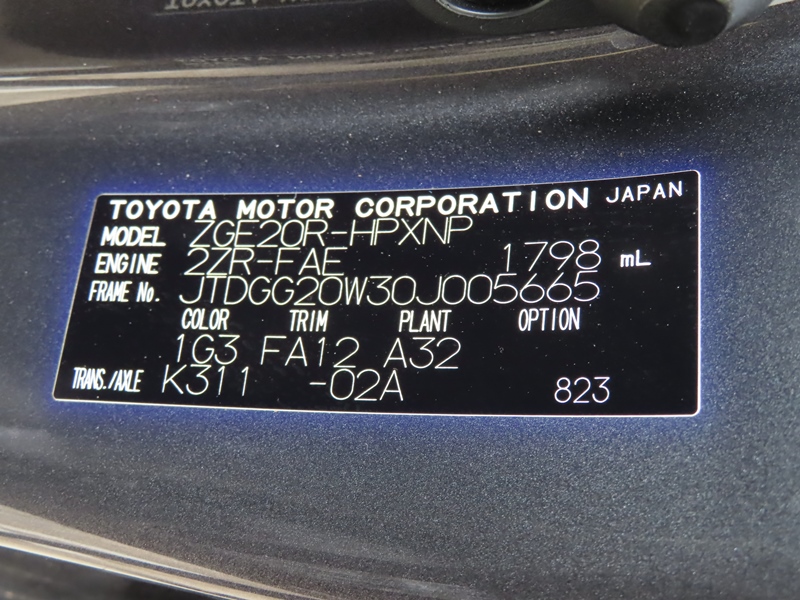 TOYOTA MOTOR CORPORATION JAPAN
MODEL ZGE20R-HPXNP
ENGINE 2ZR-FAE 1798 mL
FRAME No. JTDGG20W30J005665
COLOR TRIM PLANT OPTION
1G3 FA12 A32
TRANS./AXLE K311 -02A 823